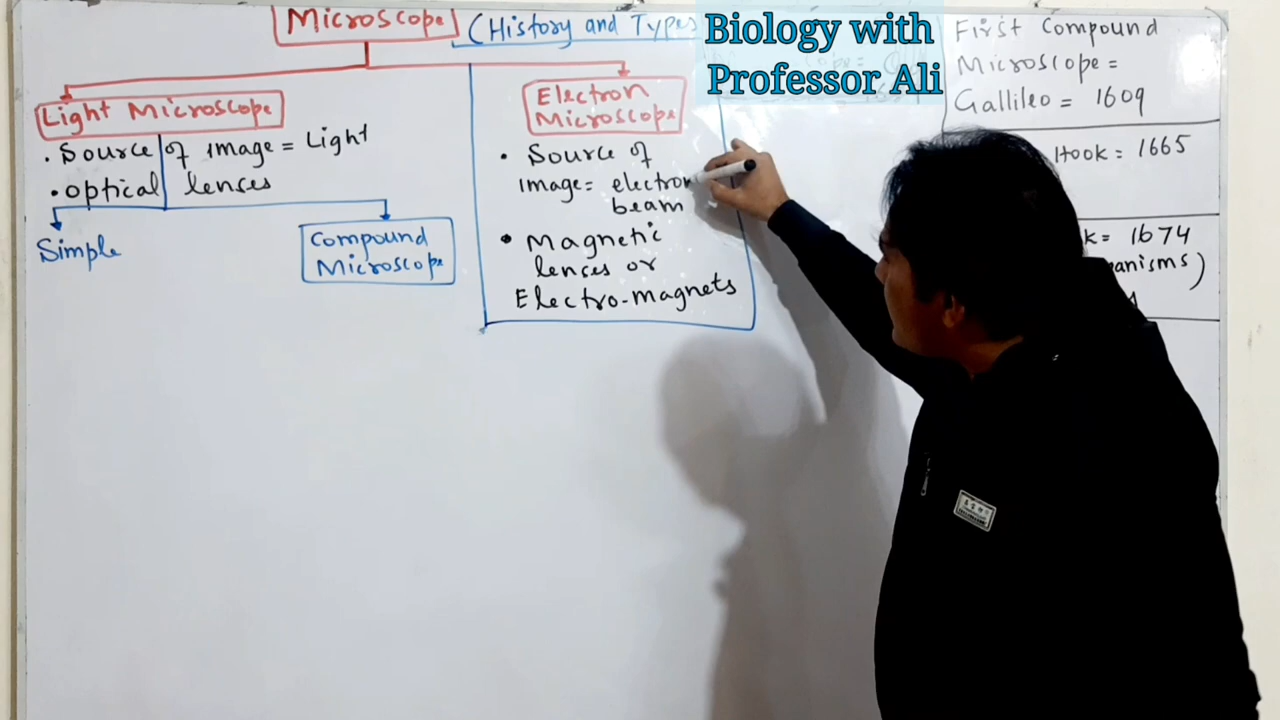 Microscope (History and Types
Biology with
Professor Ali
Light Microscope
. Source of image = Light
. optical lenses
Simple
Compound
Microscope
Electron
Microscope
. Source of
image= electron
beam
• Magnetic
lenses or
Electro-magnets
First Compound
Microscope =
Gallileo = 1609
Hook = 1665
k= 1674
anisms)